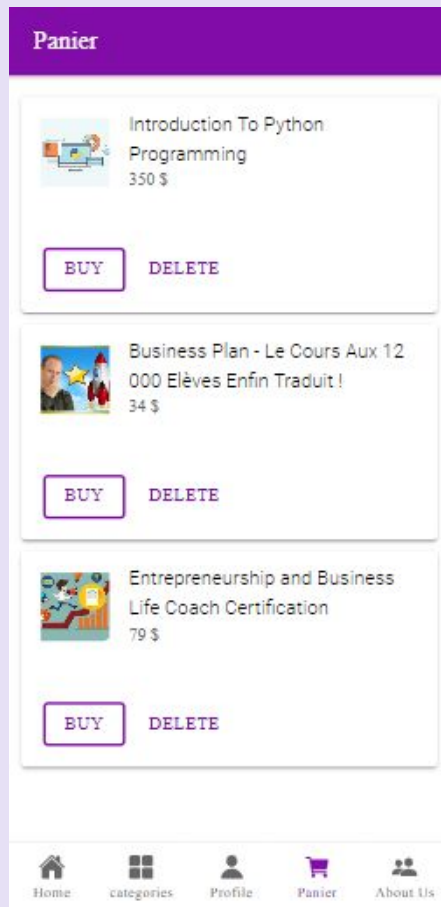 Panier
Introduction To Python
Programming
350 $
BUY DELETE
Business Plan - Le Cours Aux 12
000 Elèves Enfin Traduit !
34 $
BUY DELETE
Entrepreneurship and Business
Life Coach Certification
79 $
BUY DELETE
Home categories Profile Panier About Us